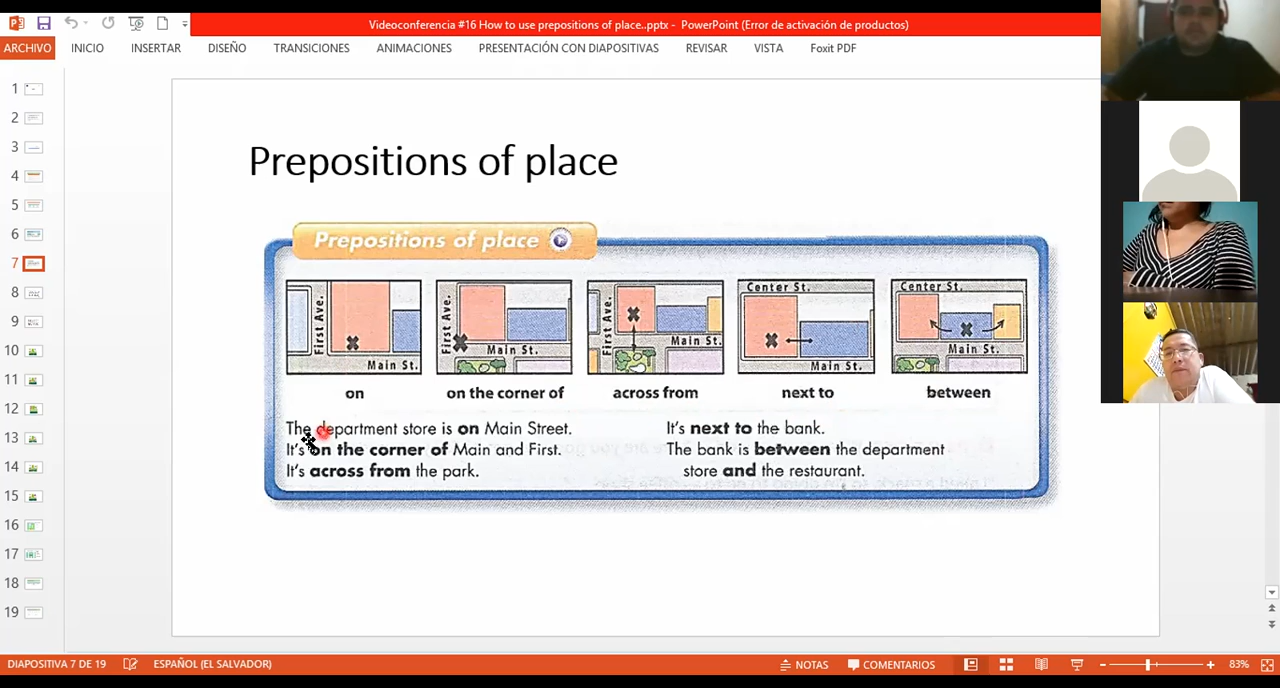 Videoconferencia #16 How to use prepositions of place..pptx - PowerPoint (Error de activación de productos)
ARCHIVO INICIO INSERTAR DISEÑO TRANSICIONES ANIMACIONES PRESENTACIÓN CON DIAPOSITIVAS REVISAR VISTA Foxit PDF
1
2
3
4
5
6
7
8
9
10
11
12
13
14
15
16
17
18
19
Prepositions of place
Prepositions of place
First Ave.
Main St.
First Ave.
Main St.
First Ave.
Main St.
Center St.
Main St.
Center St.
Main St.
on
on the corner of
across from
next to
between
The department store is on Main Street.
It's on the corner of Main and First.
It's across from the park.
It's next to the bank.
The bank is between the department
store and the restaurant.
DIAPOSITIVA 7 DE 19 ESPAÑOL (EL SALVADOR) NOTAS COMENTARIOS 83%